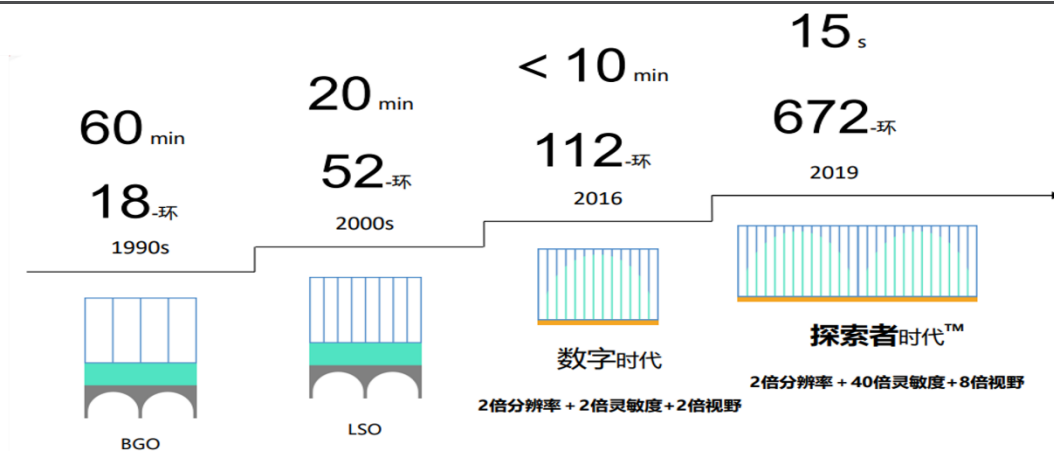 60 min
18-环
1990s
BGO
20 min
52-环
2000s
LSO
< 10 min
112-环
2016
数字时代
2倍分辨率+2倍灵敏度+2倍视野
15 s
672-环
2019
探索者时代™
2倍分辨率+40倍灵敏度+8倍视野